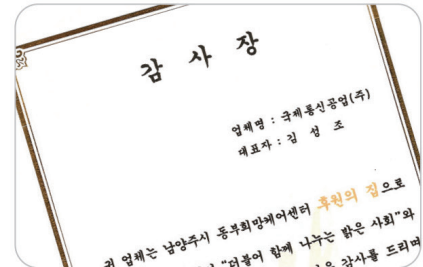 감 사 장
업체명 : 국제통신공업(주)
대표자 : 김 성 조
귀 업체는 남양주시 동부희망케어센터 후원의 집으로
"더불어 함께 나누는 밝은 사회"와
감사를 드리며